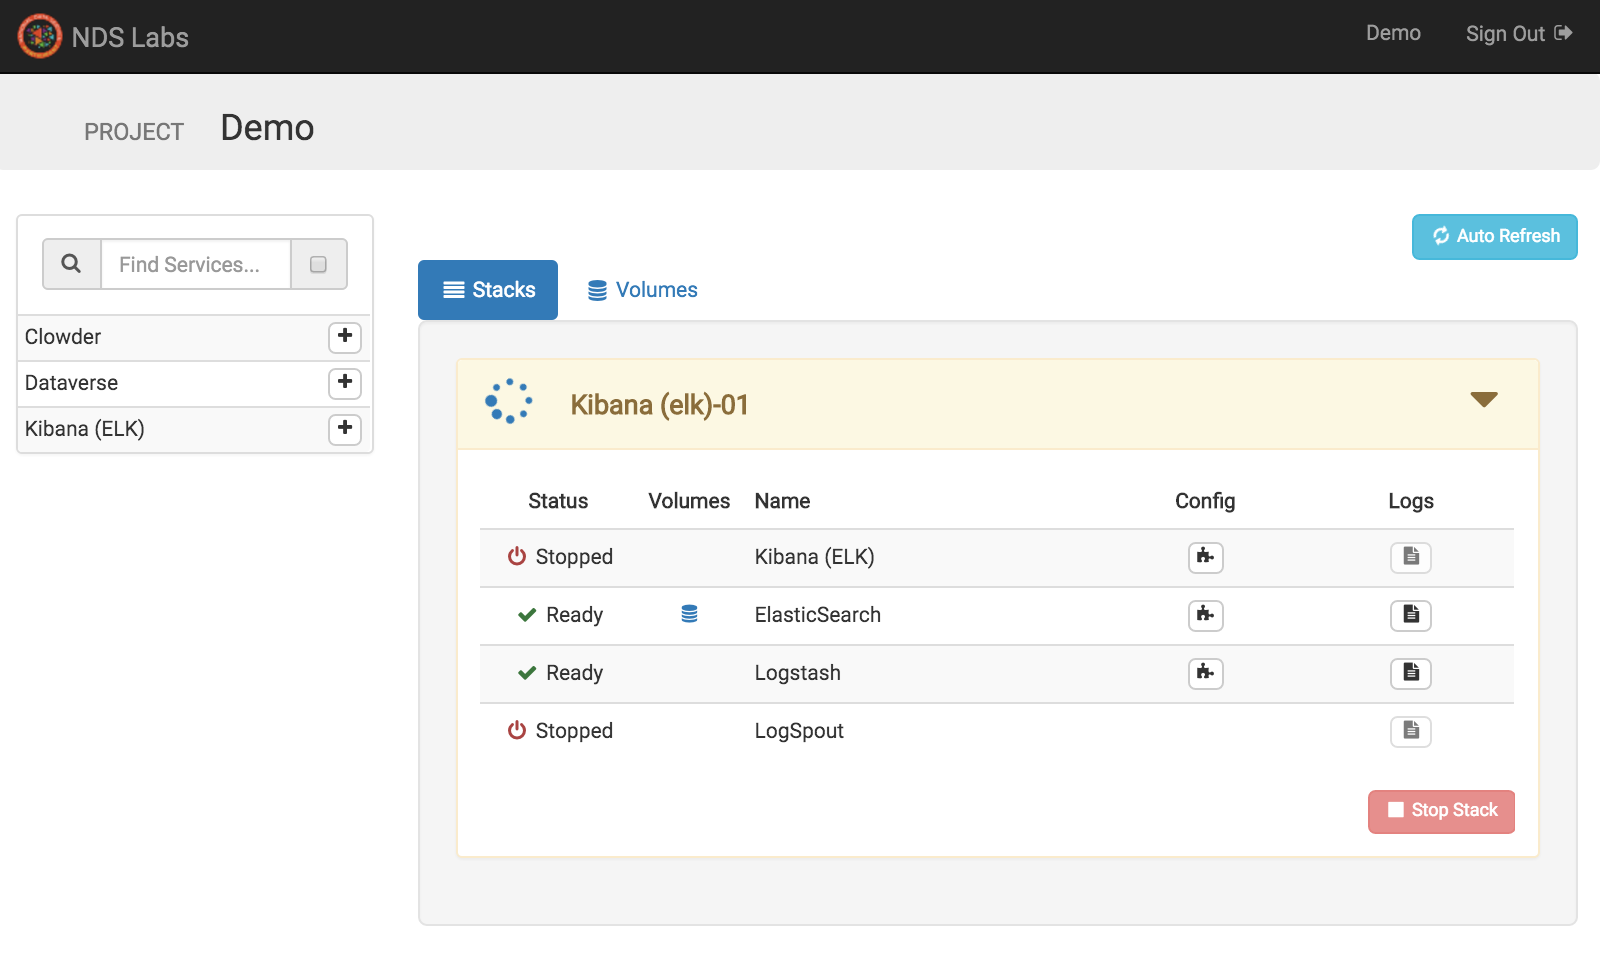 NDS Labs
Demo
Sign Out
PROJECT Demo
Find Services...
Clowder
Dataverse
Kibana (ELK)
Auto Refresh
Stacks
Volumes
Kibana (elk)-01
Status Volumes Name Config Logs
Stopped Kibana (ELK)
Ready ElasticSearch
Ready Logstash
Stopped LogSpout
Stop Stack